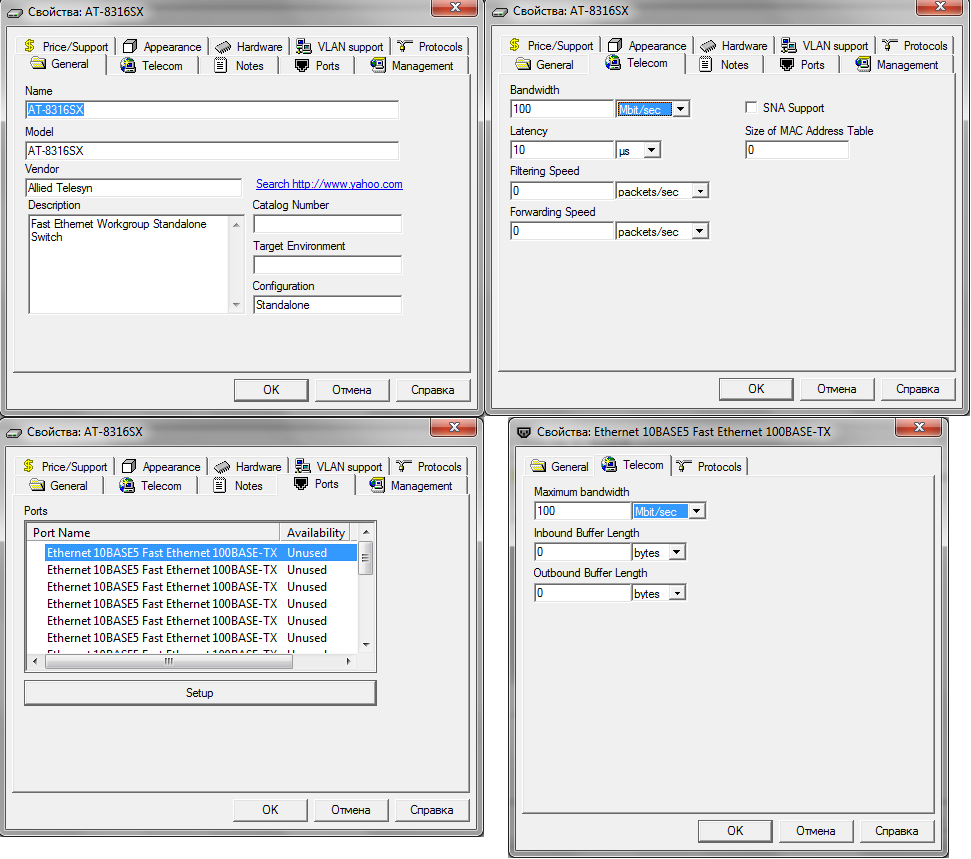 Свойства: AT-8316SX
Price/Support Appearance Hardware VLAN support Protocols
General Telecom Notes Ports Management
Name
AT-8316SX
Model
AT-8316SX
Vendor
Allied Telesyn
Search http://www.yahoo.com
Description
Fast Ethernet Workgroup Standalone
Switch
Catalog Number
Target Environment
Configuration
Standalone
OK Отмена Справка
Свойства: AT-8316SX
Price/Support Appearance Hardware VLAN support Protocols
General Telecom Notes Ports Management
Bandwidth
100 Mbit/sec
SNA Support
Latency
Size of MAC Address Table
10 µs
0
Filtering Speed
0 packets/sec
Forwarding Speed
0 packets/sec
OK Отмена Справка
Свойства: AT-8316SX
Price/Support Appearance Hardware VLAN support Protocols
General Telecom Notes Ports Management
Ports
Port Name Availability
Ethernet 10BASE5 Fast Ethernet 100BASE-TX Unused
Ethernet 10BASE5 Fast Ethernet 100BASE-TX Unused
Ethernet 10BASE5 Fast Ethernet 100BASE-TX Unused
Ethernet 10BASE5 Fast Ethernet 100BASE-TX Unused
Ethernet 10BASE5 Fast Ethernet 100BASE-TX Unused
Ethernet 10BASE5 Fast Ethernet 100BASE-TX Unused
Ethernet 10BASE5 Fast Ethernet 100BASE-TX Unused
Setup
OK Отмена Справка
Свойства: Ethernet 10BASE5 Fast Ethernet 100BASE-TX
General Telecom Protocols
Maximum bandwidth
100 Mbit/sec
Inbound Buffer Length
0 bytes
Outbound Buffer Length
0 bytes
OK Отмена Справка